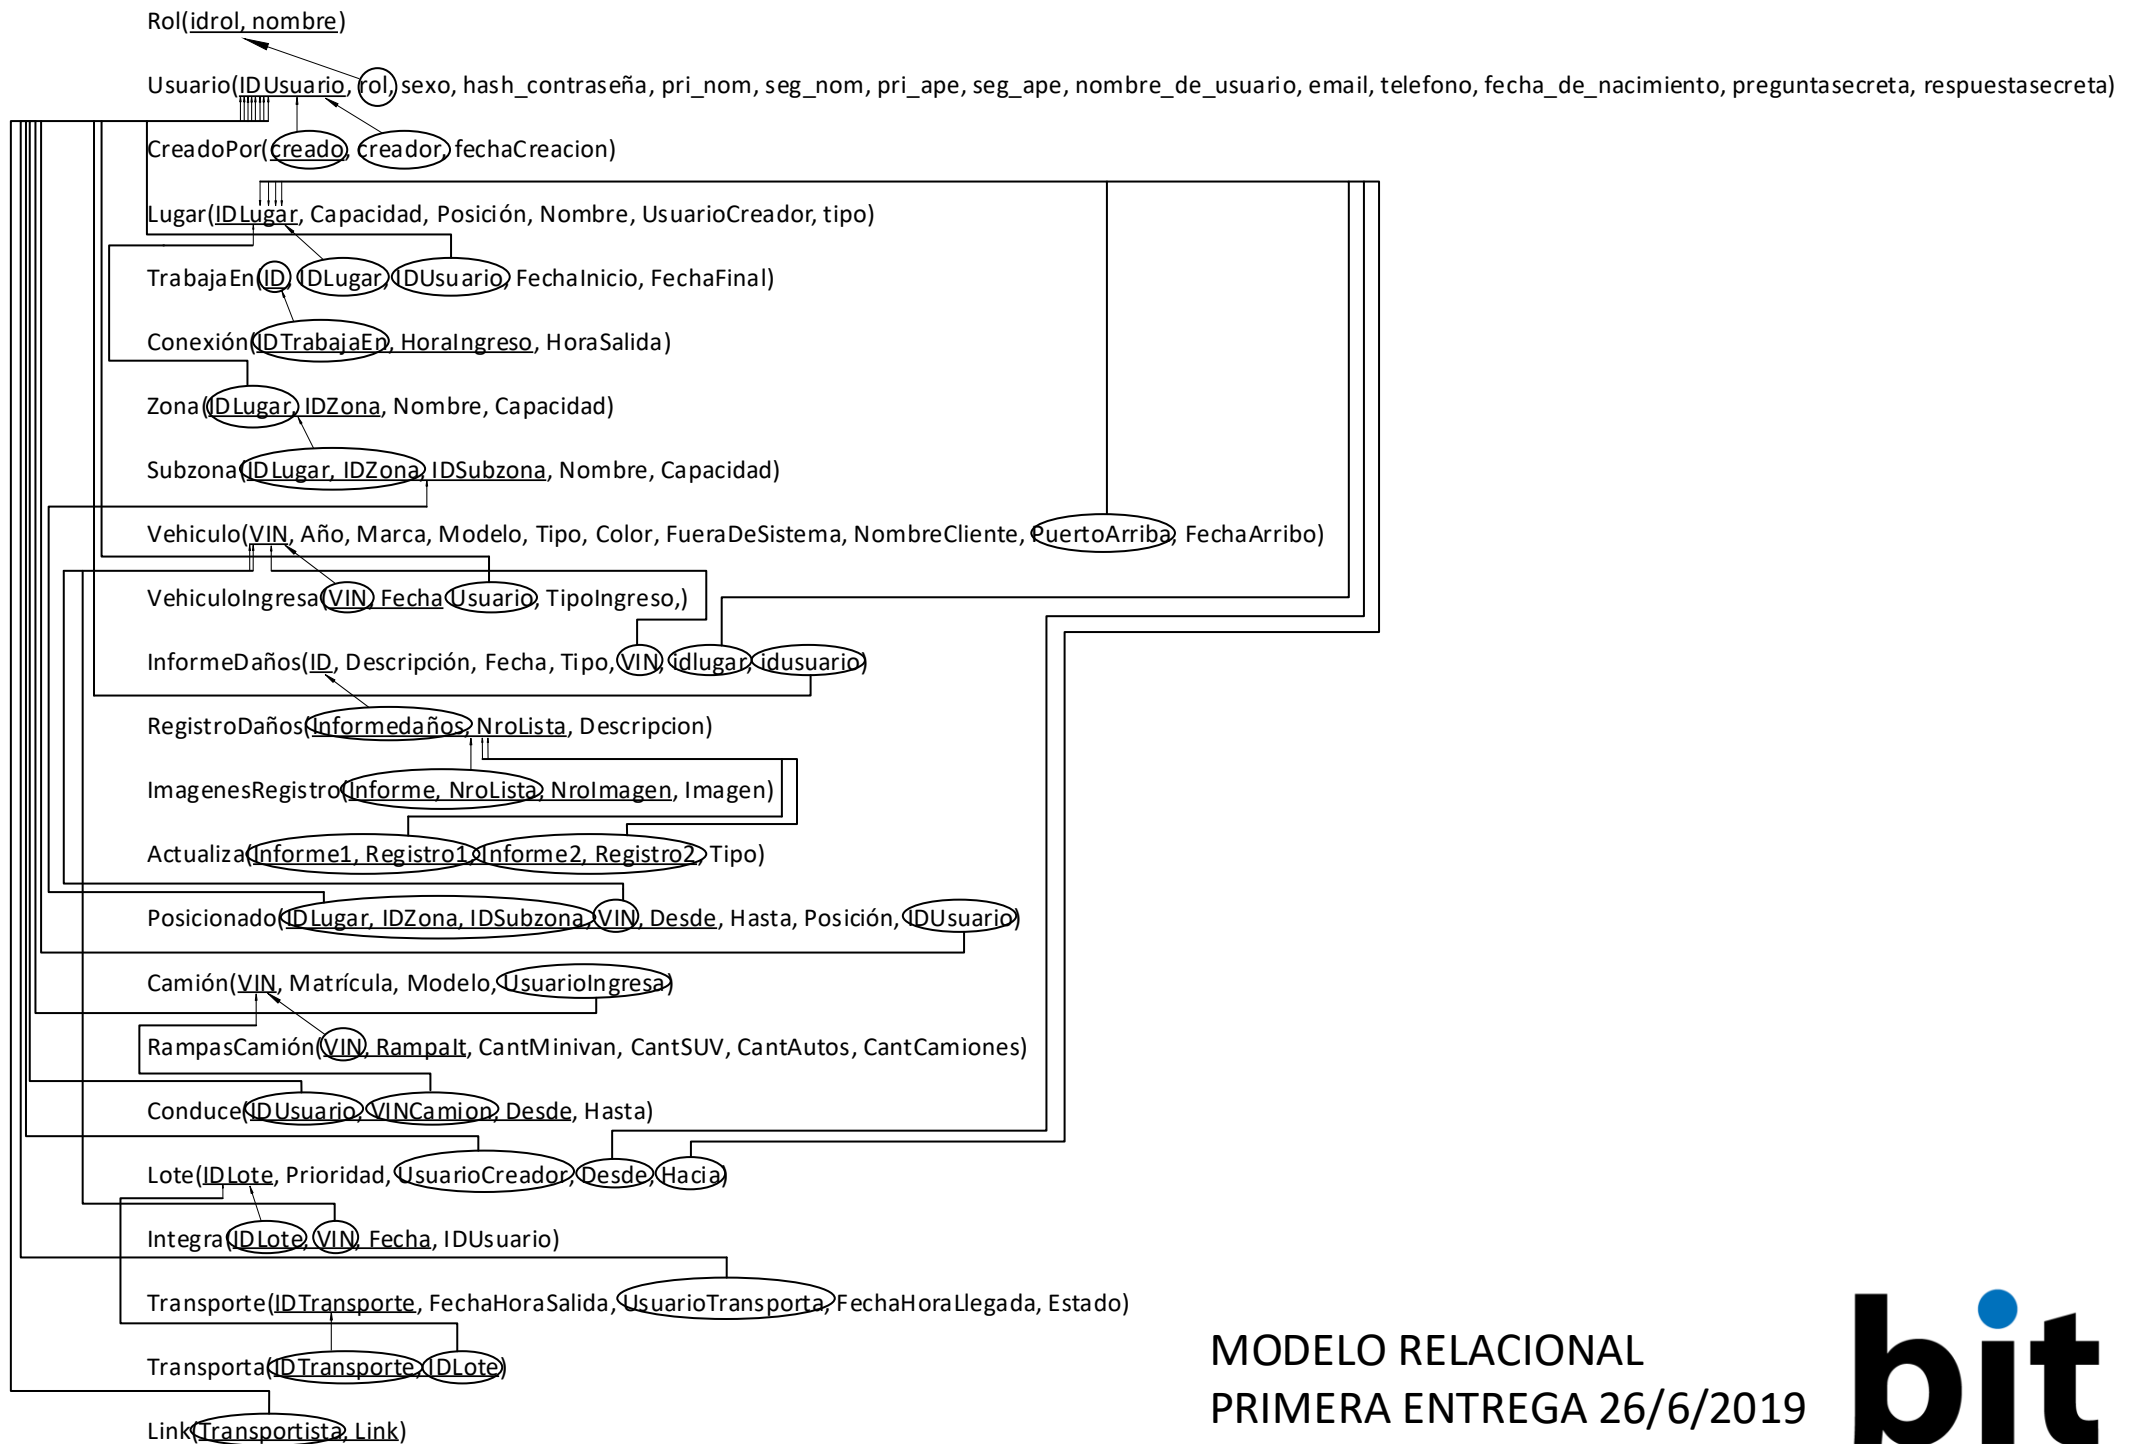 Rol(idrol, nombre)
Usuario(IDUsuario, rol, sexo, hash_contraseña, pri_nom, seg_nom, pri_ape, seg_ape, nombre_de_usuario, email, telefono, fecha_de_nacimiento, preguntasecreta, respuestasecreta)
CreadoPor(creado, creador, fechaCreacion)
Lugar(IDLugar, Capacidad, Posición, Nombre, UsuarioCreador, tipo)
TrabajaEn(ID, IDLugar, IDUsuario, FechaInicio, FechaFinal)
Conexión(IDTrabajaEn, HoraIngreso, HoraSalida)
Zona(IDLugar, IDZona, Nombre, Capacidad)
Subzona(IDLugar, IDZona, IDSubzona, Nombre, Capacidad)
Vehiculo(VIN, Año, Marca, Modelo, Tipo, Color, FueraDeSistema, NombreCliente, PuertoArriba, FechaArribo)
VehiculoIngresa(VIN, Fecha Usuario, TipoIngreso,)
InformeDaños(ID, Descripción, Fecha, Tipo, VIN, idlugar, idusuario)
RegistroDaños(Informedaños, NroLista, Descripcion)
ImagenesRegistro(Informe, NroLista, NroImagen, Imagen)
Actualiza(Informe1, Registro1, Informe2, Registro2, Tipo)
Posicionado(IDLugar, IDZona, IDSubzona, VIN, Desde, Hasta, Posición, IDUsuario)
Camión(VIN, Matrícula, Modelo, UsuarioIngresa)
RampasCamión(VIN, RampaIt, CantMinivan, CantSUV, CantAutos, CantCamiones)
Conduce(IDUsuario, VINCamion, Desde, Hasta)
Lote(IDLote, Prioridad, UsuarioCreador, Desde, Hacia)
Integra(IDLote, VIN, Fecha, IDUsuario)
Transporte(IDTransporte, FechaHoraSalida, UsuarioTransporta, FechaHoraLlegada, Estado)
Transporta(IDTransporte, IDLote)
Link(Transportista, Link)
MODELO RELACIONAL
PRIMERA ENTREGA 26/6/2019
bit